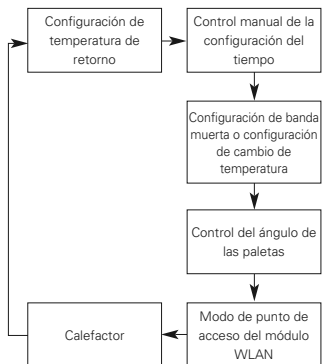 Configuración de
temperatura de
retorno
Control manual de la
configuración del
tiempo
Configuración de banda
muerta o configuración
de cambio de
temperatura
Control del ángulo de
las paletas
Modo de punto de
acceso del módulo
WLAN
Calefactor